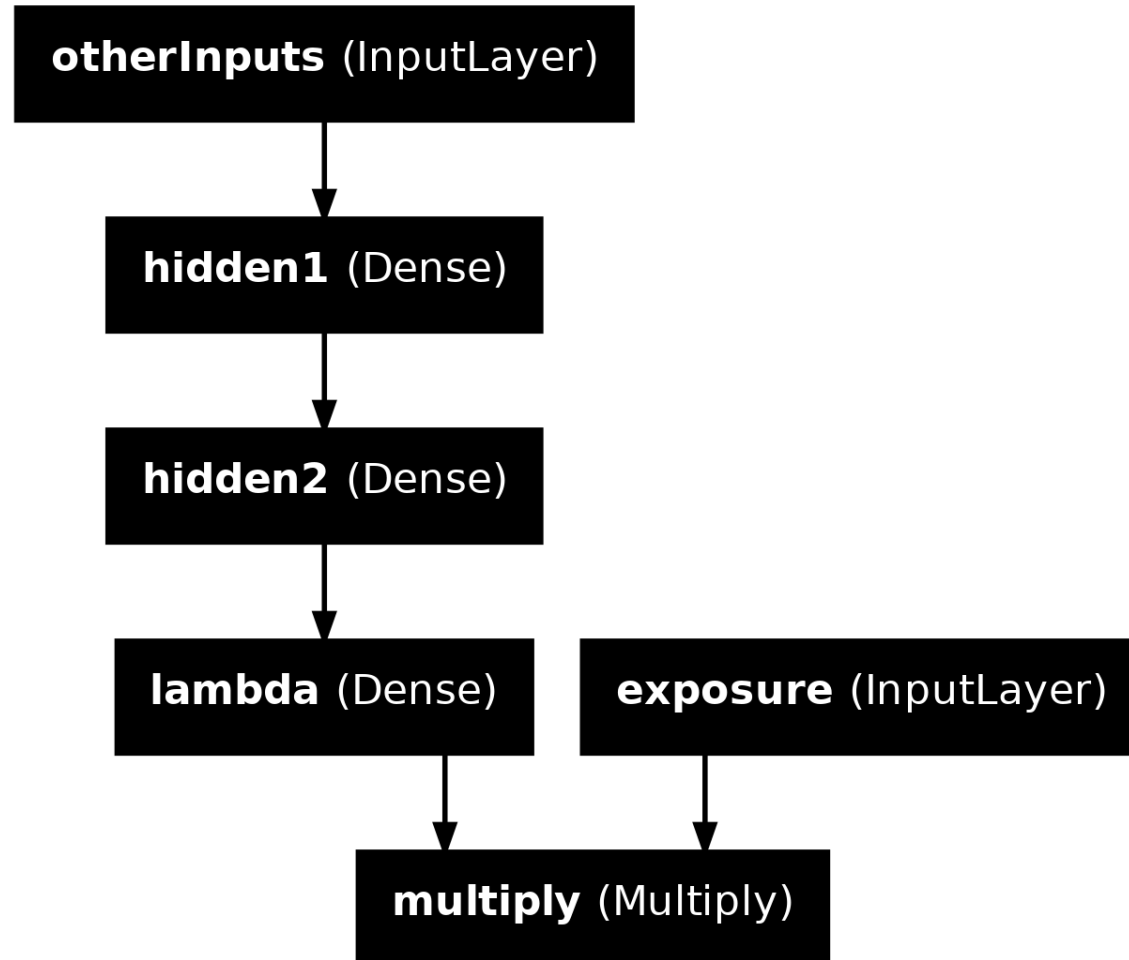 otherInputs (InputLayer)
hidden1 (Dense)
hidden2 (Dense)
lambda (Dense)
exposure (InputLayer)
multiply (Multiply)